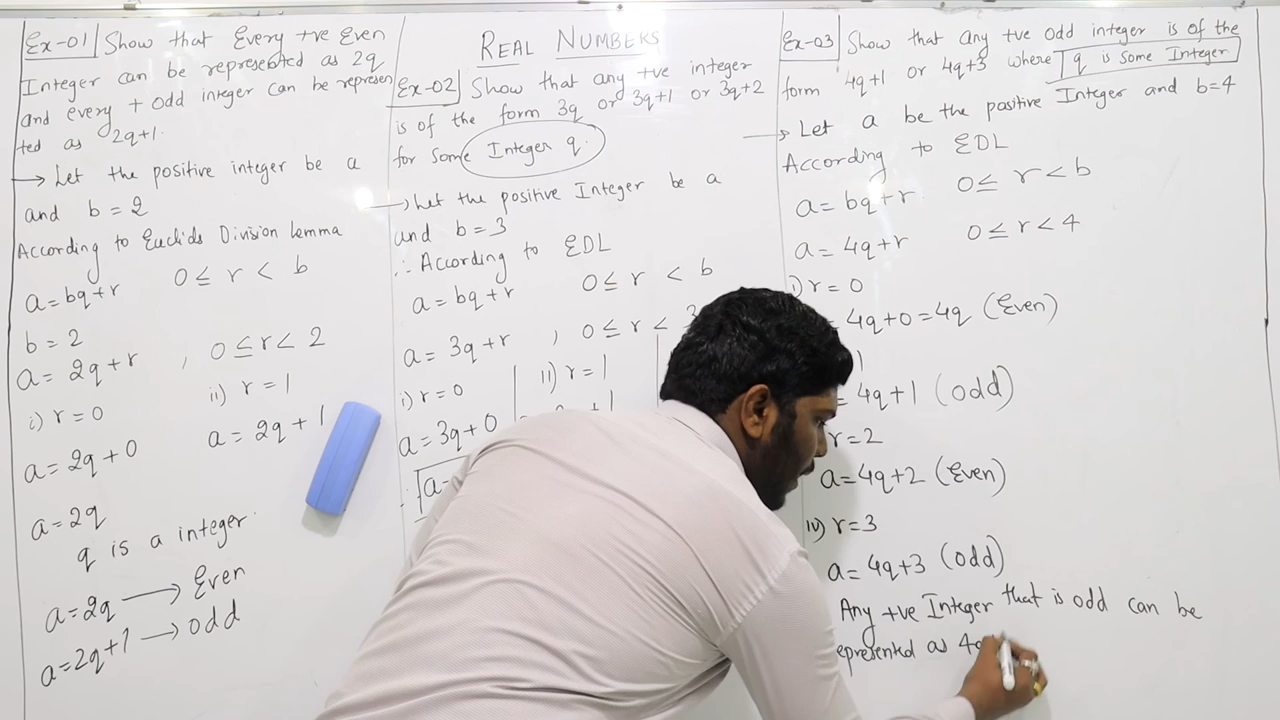 Ex-01 Show that Every +ve Even
Integer can be represented as 2q
and every + odd integer can be represen
ted as 2q+1.
→ Let the positive integer be a
and b=2
According to Euclids Division lemma
a=bq+r 0≤ r < b
b=2
a= 2q+r , 0≤r<2
i) r=0
ii) r=1
a=2q+0
a=2q+1
a=2q
q is a integer.
a=2q → Even
a=2q+1 → odd
REAL NUMBERS
Ex-02 Show that any +ve integer
is of the form 3q or 3q+1 or 3q+2
for some Integer q.
→ Let the positive Integer be a
and b=3
∴ According to EDL
a=bq+r 0≤ r < b
a= 3q+r , 0≤ r <
i) r=0
ii) r=1
a=3q+0
a=
Ex-03 Show that any +ve odd integer is of the
form 4q+1 or 4q+3 where q is some Integer
→ Let a be the positive Integer and b=4
According to EDL
a=bq+r 0≤ r<b
a=4q+r 0≤r<4
i) r=0
4q+0=4q (Even)
4q+1 (odd)
r=2
a=4q+2 (Even)
iv) r=3
a=4q+3 (odd)
Any +ve Integer that is odd can be
epresented as 4q